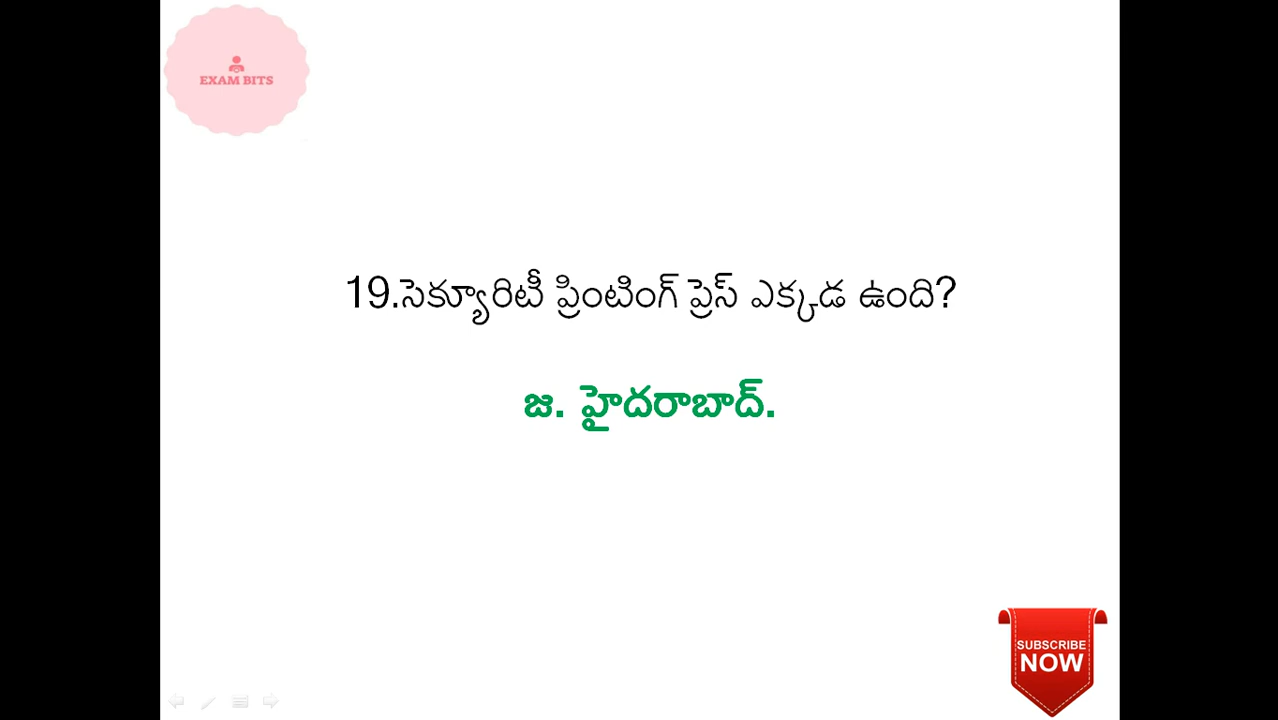 EXAM BITS
19.సెక్యూరిటీ ప్రింటింగ్ ప్రెస్ ఎక్కడ ఉంది?
జ. హైదరాబాద్.
SUBSCRIBE
NOW